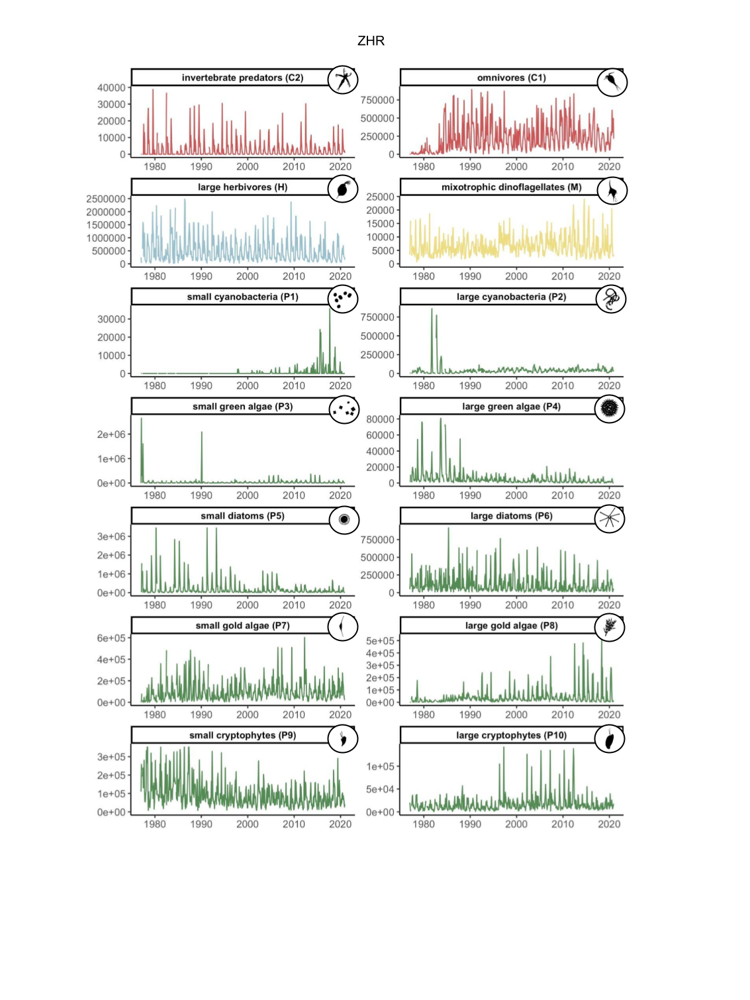 ZHR
invertebrate predators (C2)
omnivores (C1)
40000
30000
20000
10000
0
1980 1990 2000 2010 2020
750000
500000
250000
0
1980 1990 2000 2010 2020
large herbivores (H)
mixotrophic dinoflagellates (M)
2500000
2000000
1500000
1000000
500000
0
1980 1990 2000 2010 2020
25000
20000
15000
10000
5000
0
1980 1990 2000 2010 2020
small cyanobacteria (P1)
large cyanobacteria (P2)
30000
20000
10000
0
1980 1990 2000 2010 2020
750000
500000
250000
0
1980 1990 2000 2010 2020
small green algae (P3)
large green algae (P4)
2e+06
1e+06
0e+00
1980 1990 2000 2010 2020
80000
60000
40000
20000
0
1980 1990 2000 2010 2020
small diatoms (P5)
large diatoms (P6)
3e+06
2e+06
1e+06
0e+00
1980 1990 2000 2010 2020
750000
500000
250000
0
1980 1990 2000 2010 2020
small gold algae (P7)
large gold algae (P8)
6e+05
4e+05
2e+05
0e+00
1980 1990 2000 2010 2020
5e+05
4e+05
3e+05
2e+05
1e+05
0e+00
1980 1990 2000 2010 2020
small cryptophytes (P9)
large cryptophytes (P10)
3e+05
2e+05
1e+05
0e+00
1980 1990 2000 2010 2020
1e+05
5e+04
0e+00
1980 1990 2000 2010 2020